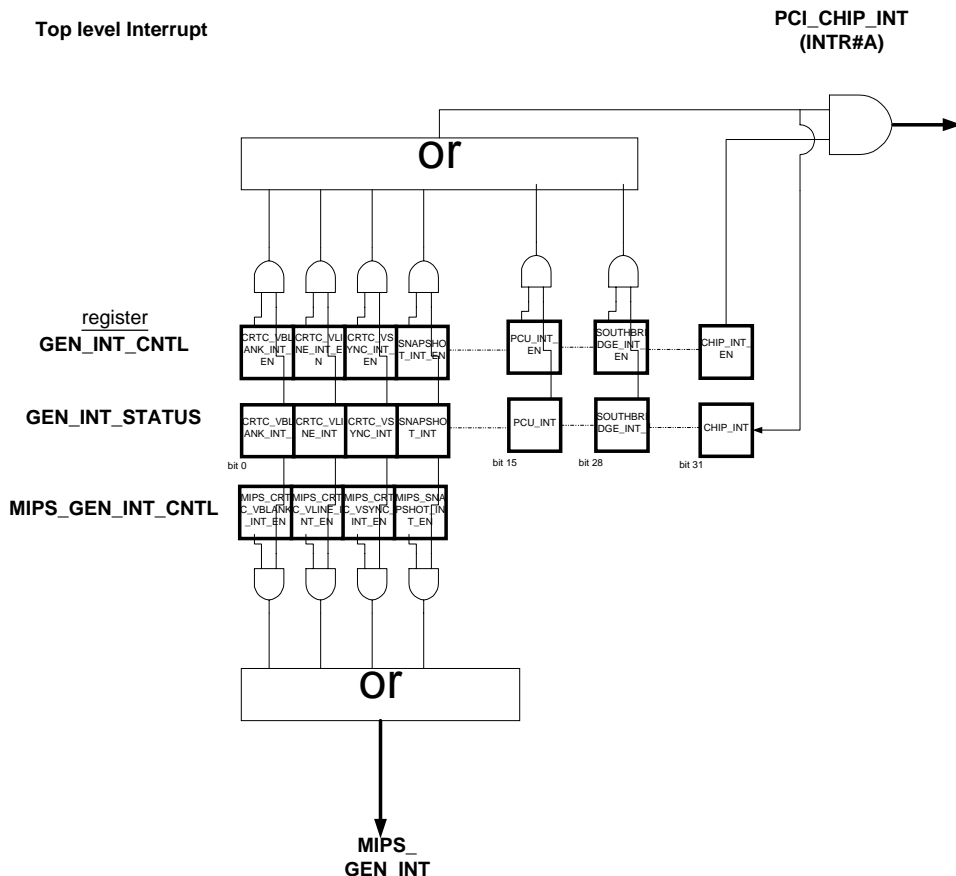 Top level Interrupt
PCI_CHIP_INT
(INTR#A)
or
register
GEN_INT_CNTL
CRTC_VBL
ANK_INT_
EN
CRTC_VLI
NE_INT_E
N
CRTC_VS
YNC_INT_
EN
SNAPSHO
T_INT_EN
PCU_INT_
EN
SOUTHBRI
DGE_INT_
EN
CHIP_INT_
EN
GEN_INT_STATUS
CRTC_VBL
ANK_INT_
CRTC_VLI
NE_INT
CRTC_VS
YNC_INT
SNAPSHO
T_INT
PCU_INT
SOUTHBRI
DGE_INT_
CHIP_INT
bit 0
bit 15
bit 28
bit 31
MIPS_GEN_INT_CNTL
MIPS_CRT
C_VBLANK
_INT_EN
MIPS_CRT
C_VLINE_I
NT_EN
MIPS_CRT
C_VSYNC_
INT_EN
MIPS_SNA
PSHOT_IN
T_EN
or
MIPS_
GEN_INT